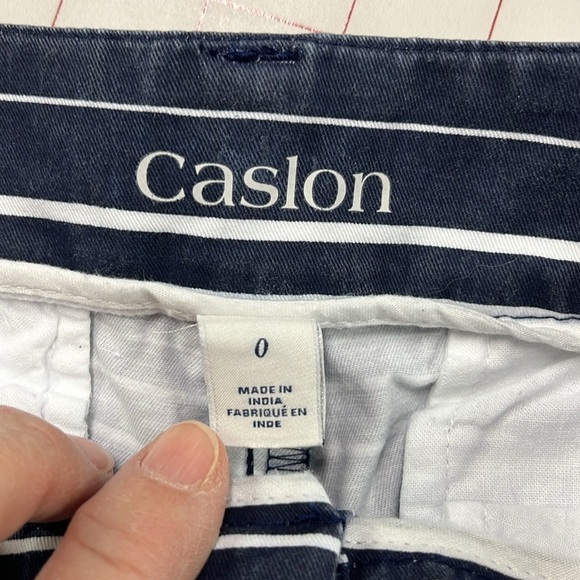 Caslon
0
MADE IN
INDIA
FABRIQUÉ EN
INDE